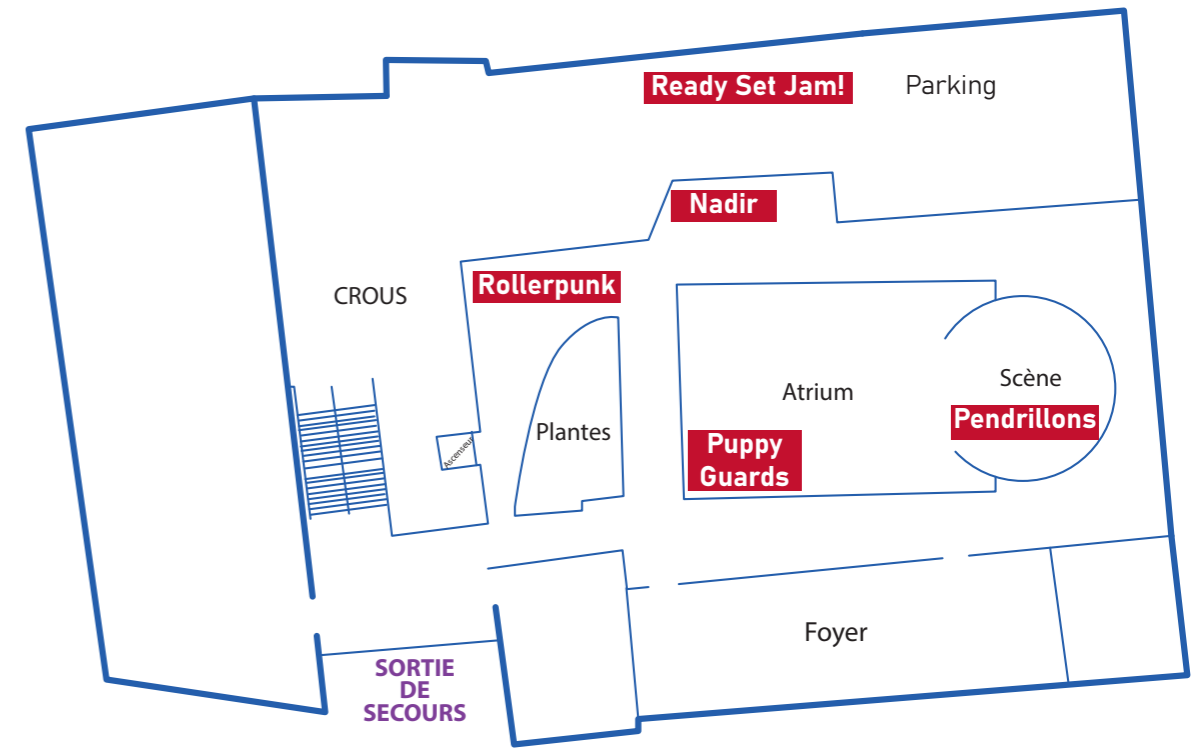 Ready Set Jam!
Parking
Nadir
Rollerpunk
CROUS
Scène
Atrium
Pendrillons
Plantes
Puppy
Guards
Ascenseur
Foyer
SORTIE
DE
SECOURS